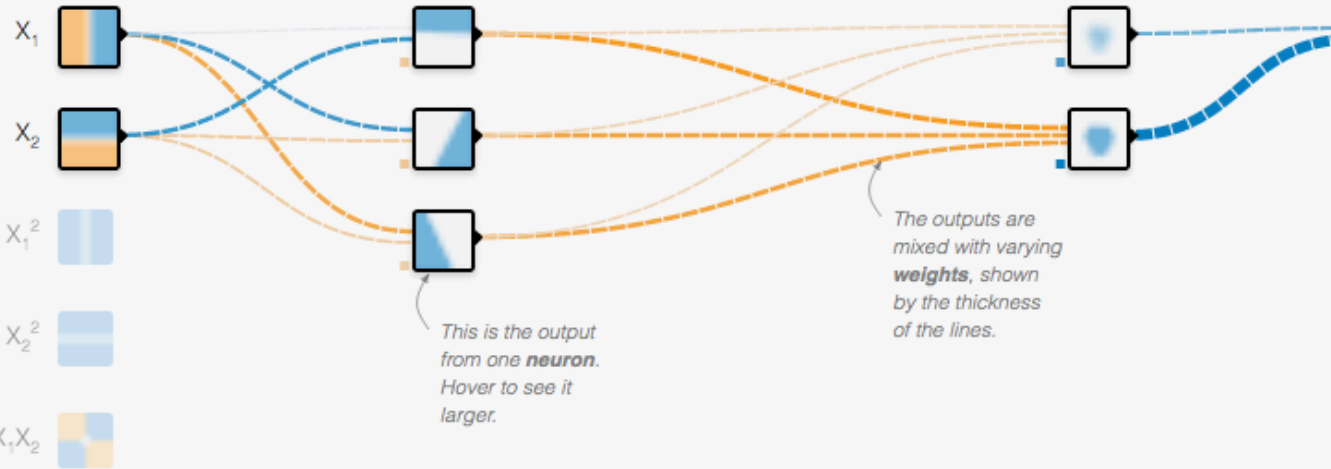 X₁
X₂
X₁²
X₂²
X₁X₂
This is the output
from one neuron.
Hover to see it
larger.
The outputs are
mixed with varying
weights, shown
by the thickness
of the lines.